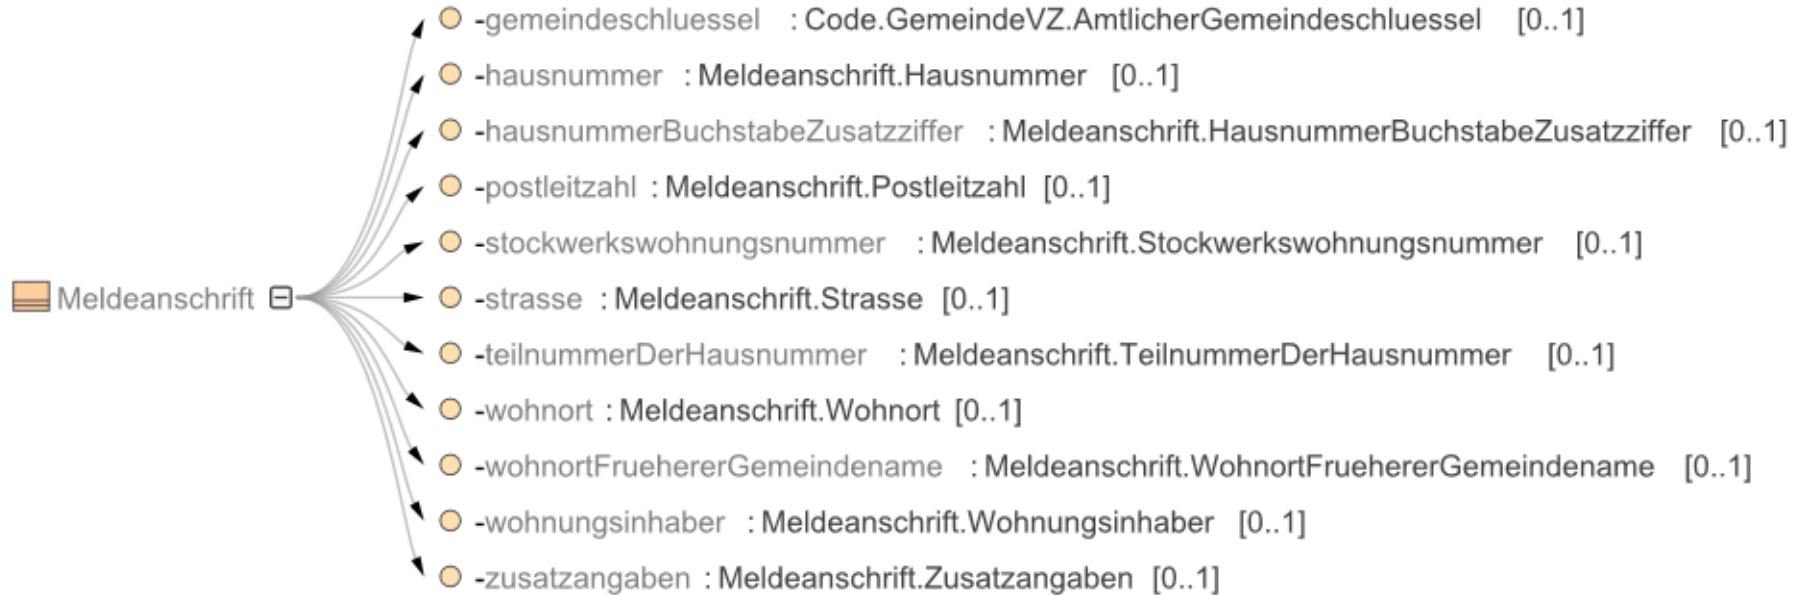 -gemeindeschluessel : Code.GemeindeVZ.AmtlicherGemeindeschluessel [0..1]
-hausnummer : Meldeanschrift.Hausnummer [0..1]
-hausnummerBuchstabeZusatzziffer : Meldeanschrift.HausnummerBuchstabeZusatzziffer [0..1]
-postleitzahl : Meldeanschrift.Postleitzahl [0..1]
-stockwerkswohnungsnummer : Meldeanschrift.Stockwerkswohnungsnummer [0..1]
Meldeanschrift
-strasse : Meldeanschrift.Strasse [0..1]
-teilnummerDerHausnummer : Meldeanschrift.TeilnummerDerHausnummer [0..1]
-wohnort : Meldeanschrift.Wohnort [0..1]
-wohnortFruehererGemeindename : Meldeanschrift.WohnortFruehererGemeindename [0..1]
-wohnungsinhaber : Meldeanschrift.Wohnungsinhaber [0..1]
-zusatzangaben : Meldeanschrift.Zusatzangaben [0..1]